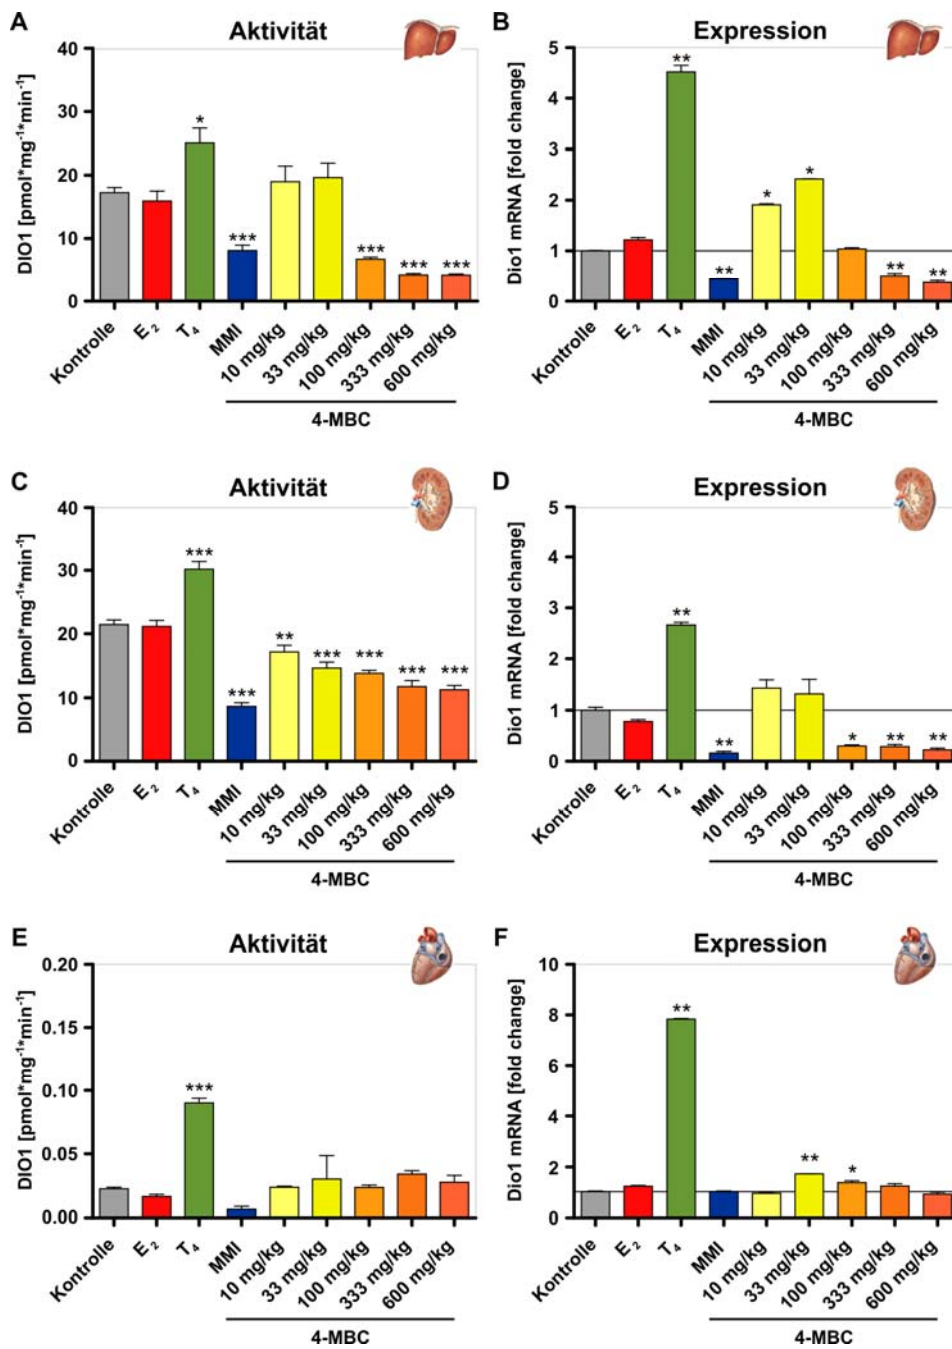 A
Aktivität
DIO1 [pmol*mg⁻¹*min⁻¹]
40
30
20
10
0
*
***
***
***
***
Kontrolle
E₂
T₄
MMI
10 mg/kg
33 mg/kg
100 mg/kg
333 mg/kg
600 mg/kg
4-MBC
B
Expression
Dio1 mRNA [fold change]
5
4
3
2
1
0
**
**
*
*
**
**
Kontrolle
E₂
T₄
MMI
10 mg/kg
33 mg/kg
100 mg/kg
333 mg/kg
600 mg/kg
4-MBC
C
Aktivität
DIO1 [pmol*mg⁻¹*min⁻¹]
40
30
20
10
0
***
***
**
***
***
***
***
Kontrolle
E₂
T₄
MMI
10 mg/kg
33 mg/kg
100 mg/kg
333 mg/kg
600 mg/kg
4-MBC
D
Expression
Dio1 mRNA [fold change]
5
4
3
2
1
0
**
**
*
**
**
Kontrolle
E₂
T₄
MMI
10 mg/kg
33 mg/kg
100 mg/kg
333 mg/kg
600 mg/kg
4-MBC
E
Aktivität
DIO1 [pmol*mg⁻¹*min⁻¹]
0.20
0.15
0.10
0.05
0.00
***
Kontrolle
E₂
T₄
MMI
10 mg/kg
33 mg/kg
100 mg/kg
333 mg/kg
600 mg/kg
4-MBC
F
Expression
Dio1 mRNA [fold change]
10
8
6
4
2
0
**
**
*
Kontrolle
E₂
T₄
MMI
10 mg/kg
33 mg/kg
100 mg/kg
333 mg/kg
600 mg/kg
4-MBC